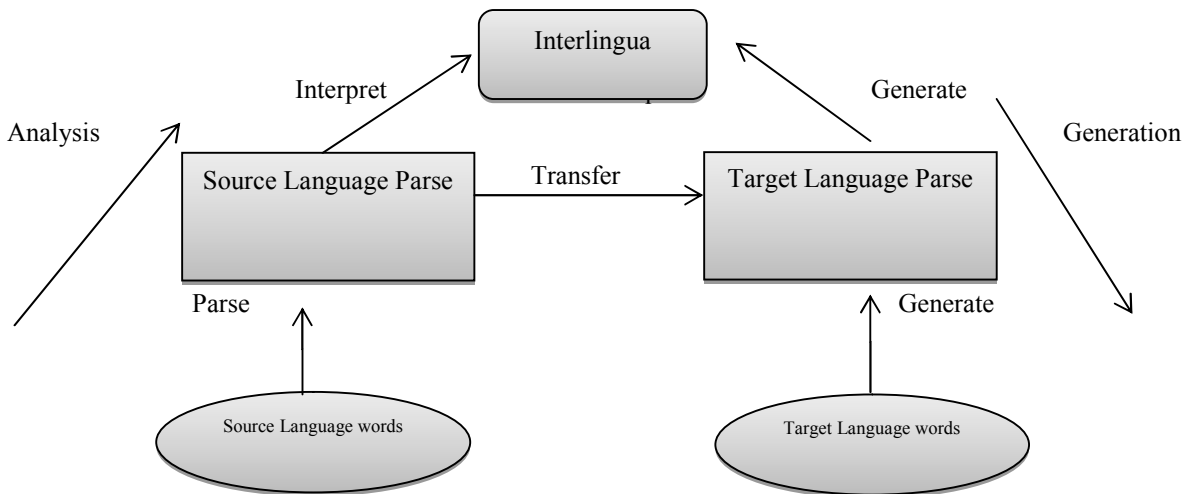 Interlingua
Interpret
Generate
Analysis
Generation
Source Language Parse
Transfer
Target Language Parse
Parse
Generate
Source Language words
Target Language words